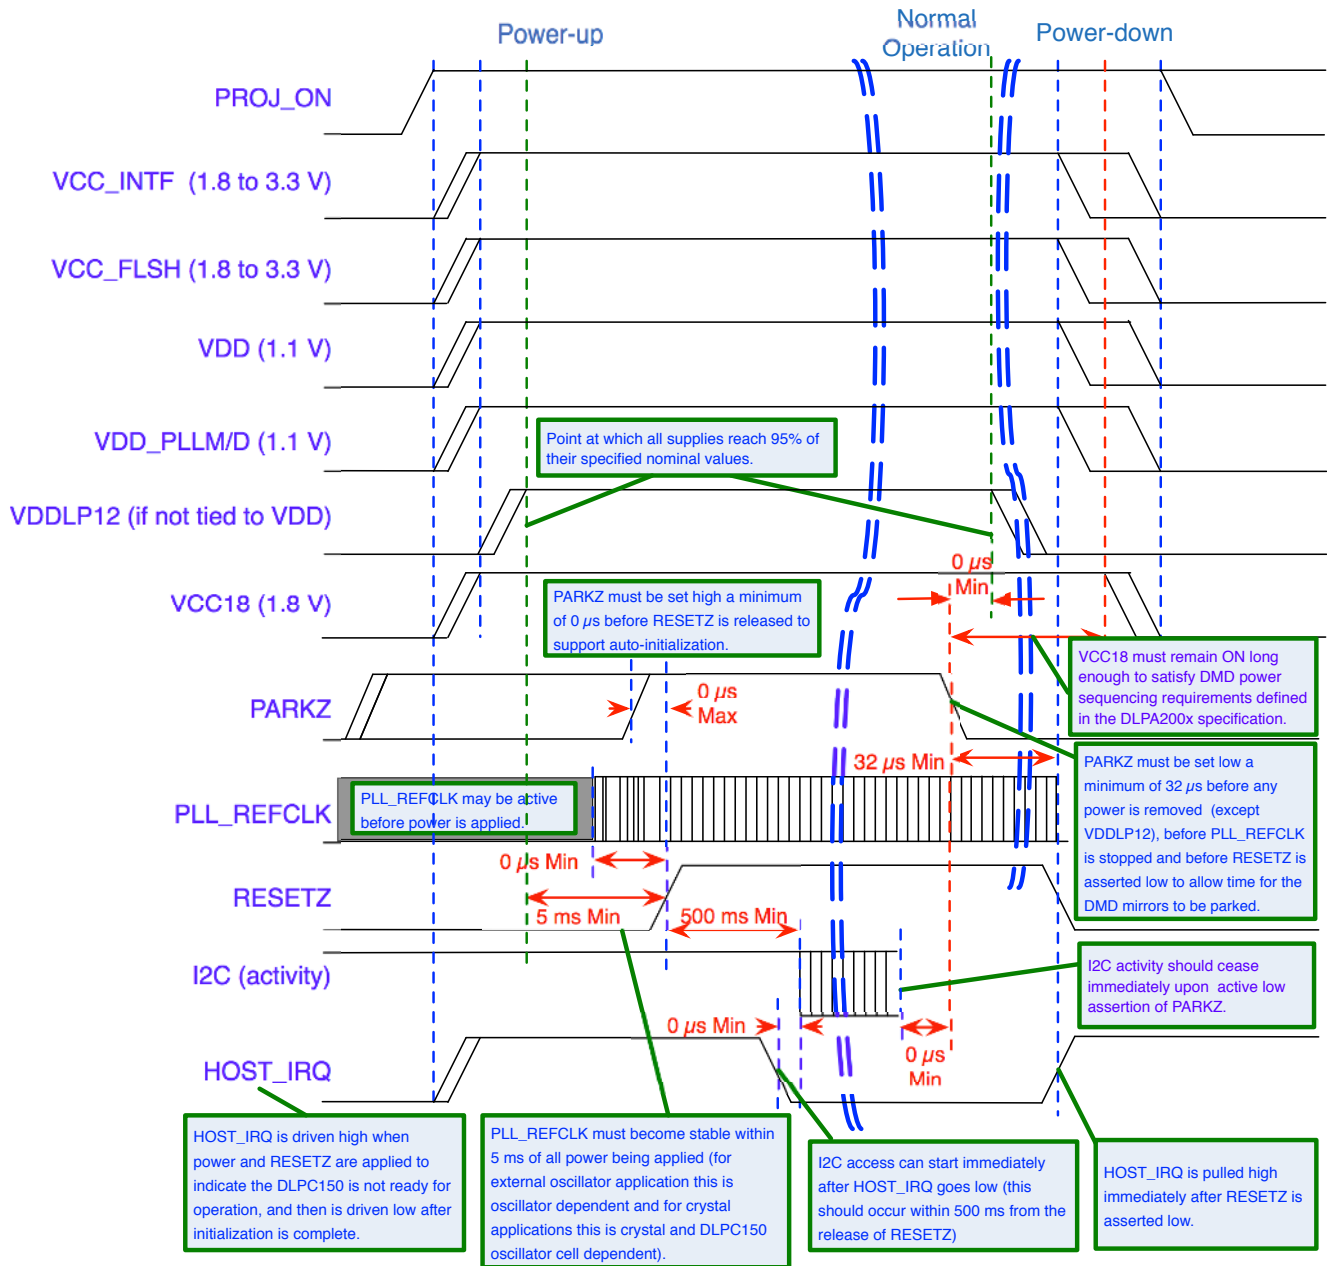 Power-up
Normal
Operation
Power-down
PROJ_ON
VCC_INTF (1.8 to 3.3 V)
VCC_FLSH (1.8 to 3.3 V)
VDD (1.1 V)
VDD_PLLM/D (1.1 V)
Point at which all supplies reach 95% of
their specified nominal values.
VDDLP12 (if not tied to VDD)
0 µs
Min
VCC18 (1.8 V)
PARKZ must be set high a minimum
of 0 µs before RESETZ is released to
support auto-initialization.
VCC18 must remain ON long
enough to satisfy DMD power
sequencing requirements defined
in the DLPA200x specification.
PARKZ
0 µs
Max
32 µs Min
PARKZ must be set low a
minimum of 32 µs before any
power is removed (except
VDDLP12), before PLL_REFCLK
is stopped and before RESETZ is
asserted low to allow time for the
DMD mirrors to be parked.
PLL_REFCLK
PLL_REFCLK may be active
before power is applied.
0 µs Min
RESETZ
5 ms Min
500 ms Min
I2C (activity)
I2C activity should cease
immediately upon active low
assertion of PARKZ.
0 µs Min
0 µs
Min
HOST_IRQ
HOST_IRQ is driven high when
power and RESETZ are applied to
indicate the DLPC150 is not ready for
operation, and then is driven low after
initialization is complete.
PLL_REFCLK must become stable within
5 ms of all power being applied (for
external oscillator application this is
oscillator dependent and for crystal
applications this is crystal and DLPC150
oscillator cell dependent).
I2C access can start immediately
after HOST_IRQ goes low (this
should occur within 500 ms from the
release of RESETZ)
HOST_IRQ is pulled high
immediately after RESETZ is
asserted low.